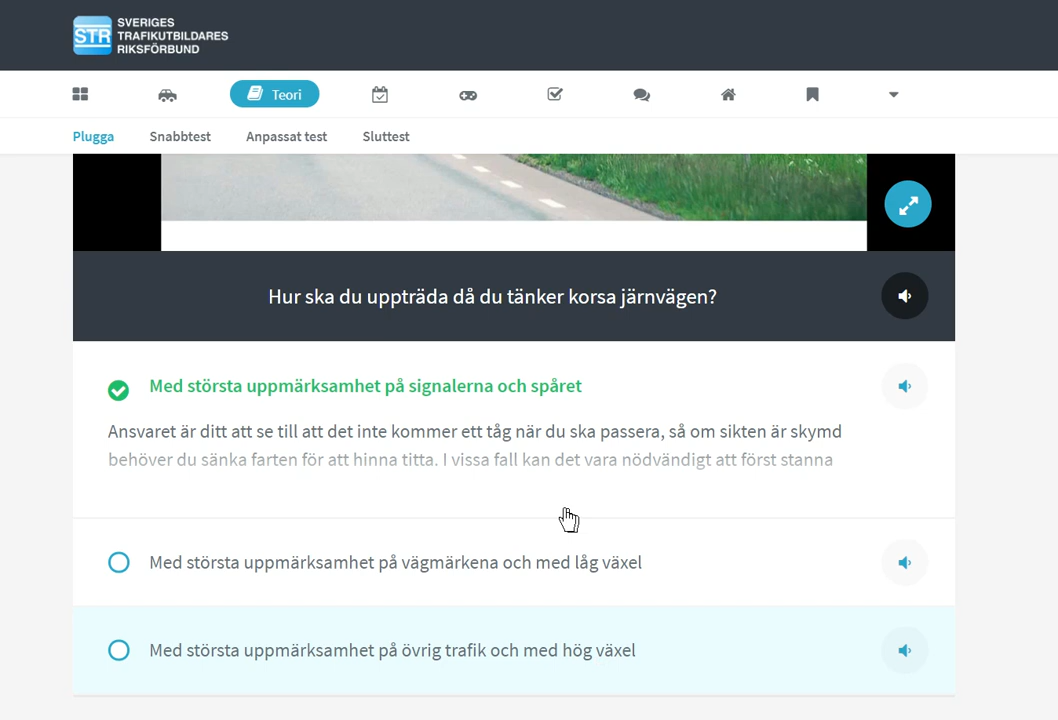 STR
SVERIGES
TRAFIKUTBILDARES
RIKSFÖRBUND
Teori
Plugga
Snabbtest
Anpassat test
Sluttest
Hur ska du uppträda då du tänker korsa järnvägen?
Med största uppmärksamhet på signalerna och spåret
Ansvaret är ditt att se till att det inte kommer ett tåg när du ska passera, så om sikten är skymd
behöver du sänka farten för att hinna titta. I vissa fall kan det vara nödvändigt att först stanna
Med största uppmärksamhet på vägmärkena och med låg växel
Med största uppmärksamhet på övrig trafik och med hög växel